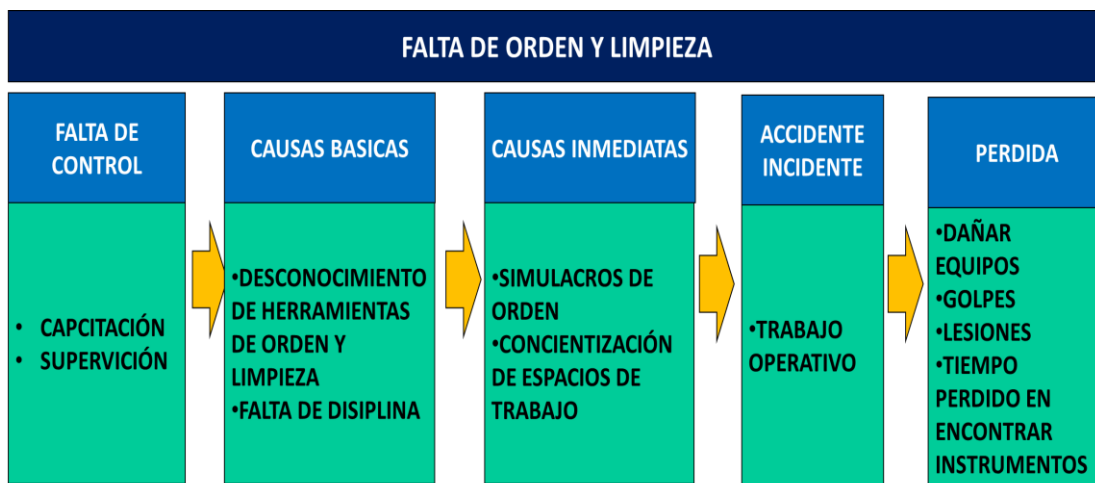 FALTA DE ORDEN Y LIMPIEZA
FALTA DE
CONTROL
• CAPCITACIÓN
• SUPERVICIÓN
CAUSAS BASICAS
•DESCONOCIMIENTO
DE HERRAMIENTAS
DE ORDEN Y
LIMPIEZA
•FALTA DE DISIPLINA
CAUSAS INMEDIATAS
•SIMULACROS DE
ORDEN
•CONCIENTIZACIÓN
DE ESPACIOS DE
TRABAJO
ACCIDENTE
INCIDENTE
•TRABAJO
OPERATIVO
PERDIDA
•DAÑAR
EQUIPOS
•GOLPES
•LESIONES
•TIEMPO
PERDIDO EN
ENCONTRAR
INSTRUMENTOS